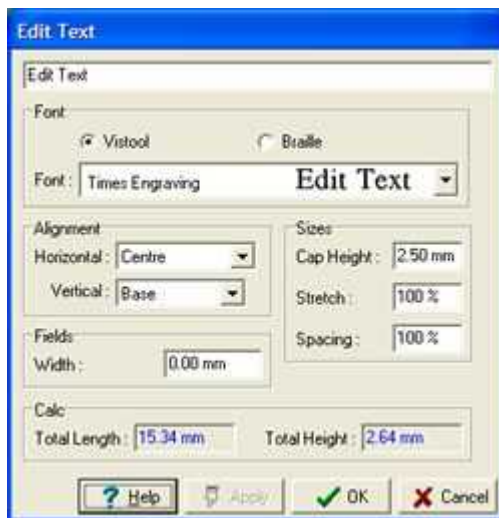 Edit Text
Edit Text
Font
Vistool Braille
Font : Times Engraving Edit Text
Alignment Sizes
Horizontal : Centre Cap Height : 2.50 mm
Vertical : Base Stretch : 100 %
Fields Spacing : 100 %
Width : 0.00 mm
Calc
Total Length : 15.34 mm Total Height : 2.64 mm
? Help Apply OK Cancel